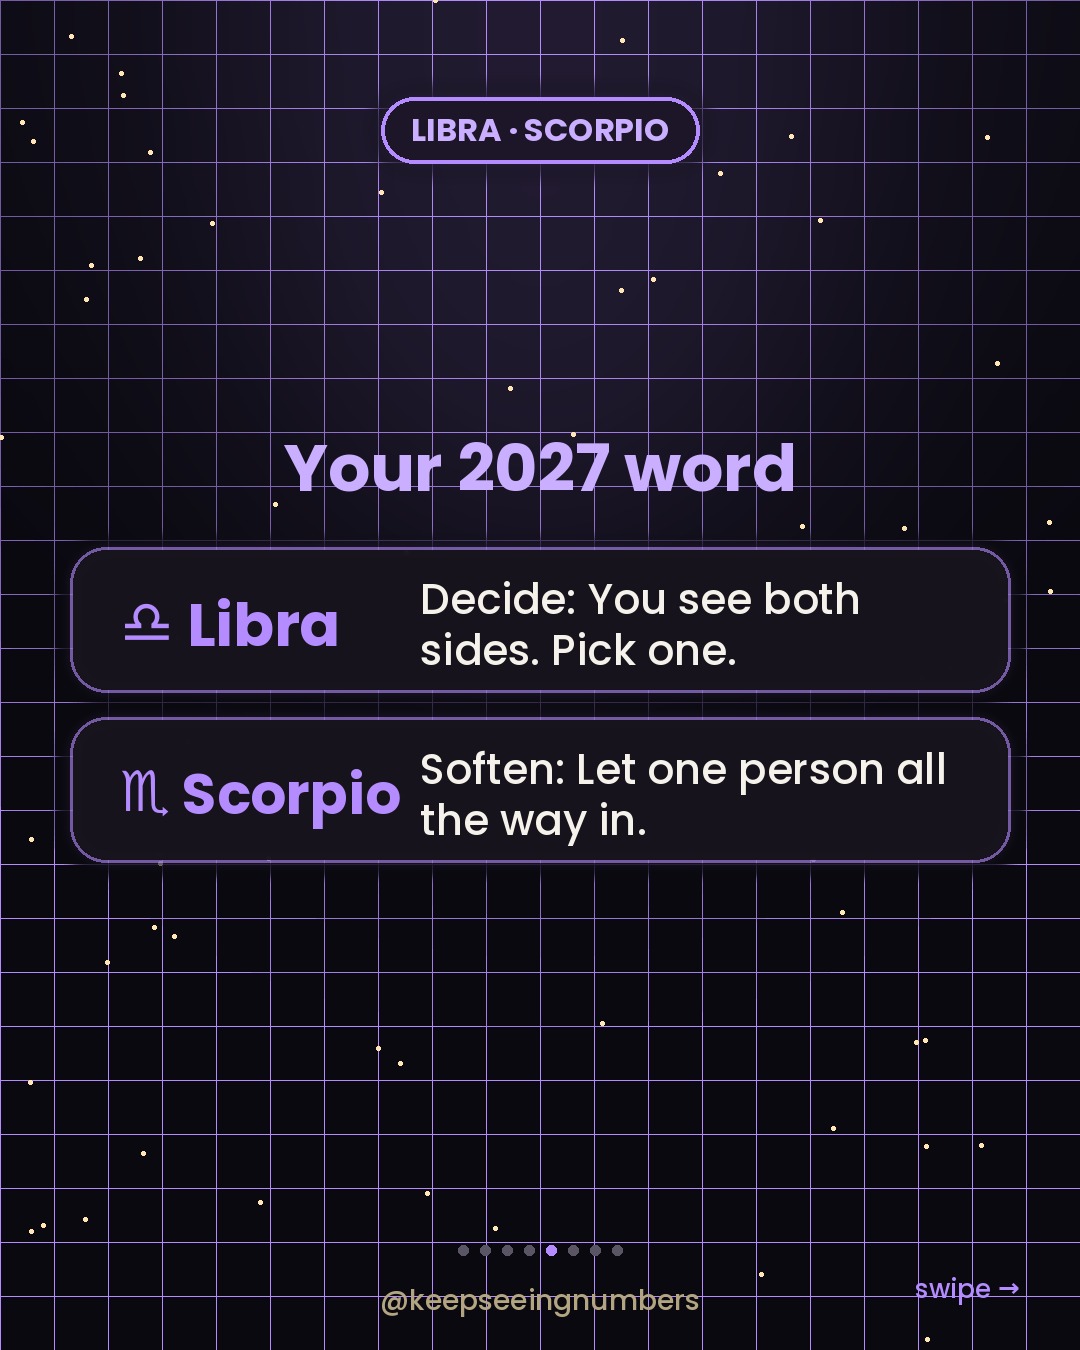 LIBRA · SCORPIO
Your 2027 word
♎ Libra
Decide: You see both
sides. Pick one.
♏ Scorpio
Soften: Let one person all
the way in.
@keepseeingnumbers
swipe →